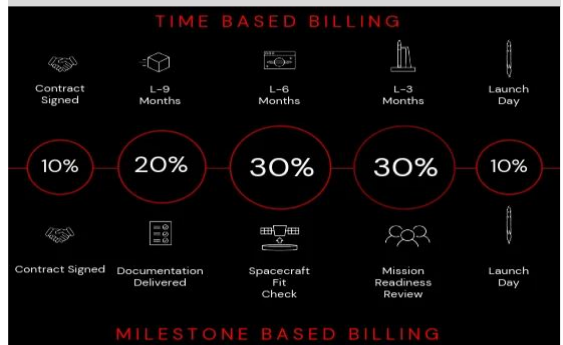 TIME BASED BILLING
Contract
Signed
L-9
Months
L-6
Months
L-3
Months
Launch
Day
10%
20%
30%
30%
10%
Contract Signed
Documentation
Delivered
Spacecraft
Fit
Check
Mission
Readiness
Review
Launch
Day
MILESTONE BASED BILLING